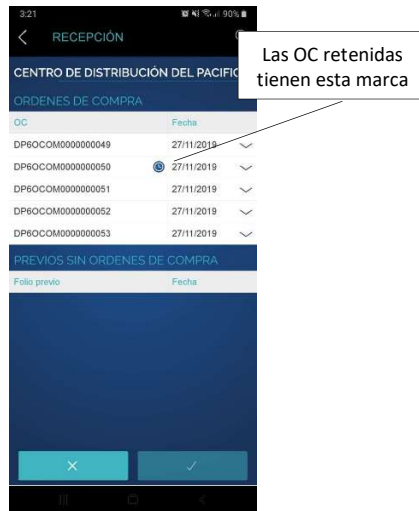 3:21 90%
RECEPCIÓN
Las OC retenidas
tienen esta marca
CENTRO DE DISTRIBUCIÓN DEL PACIFIC
ORDENES DE COMPRA
OC Fecha
DP6OCOM0000000049 27/11/2019
DP6OCOM0000000050 27/11/2019
DP6OCOM0000000051 27/11/2019
DP6OCOM0000000052 27/11/2019
DP6OCOM0000000053 27/11/2019
PREVIOS SIN ORDENES DE COMPRA
Folio previo Fecha